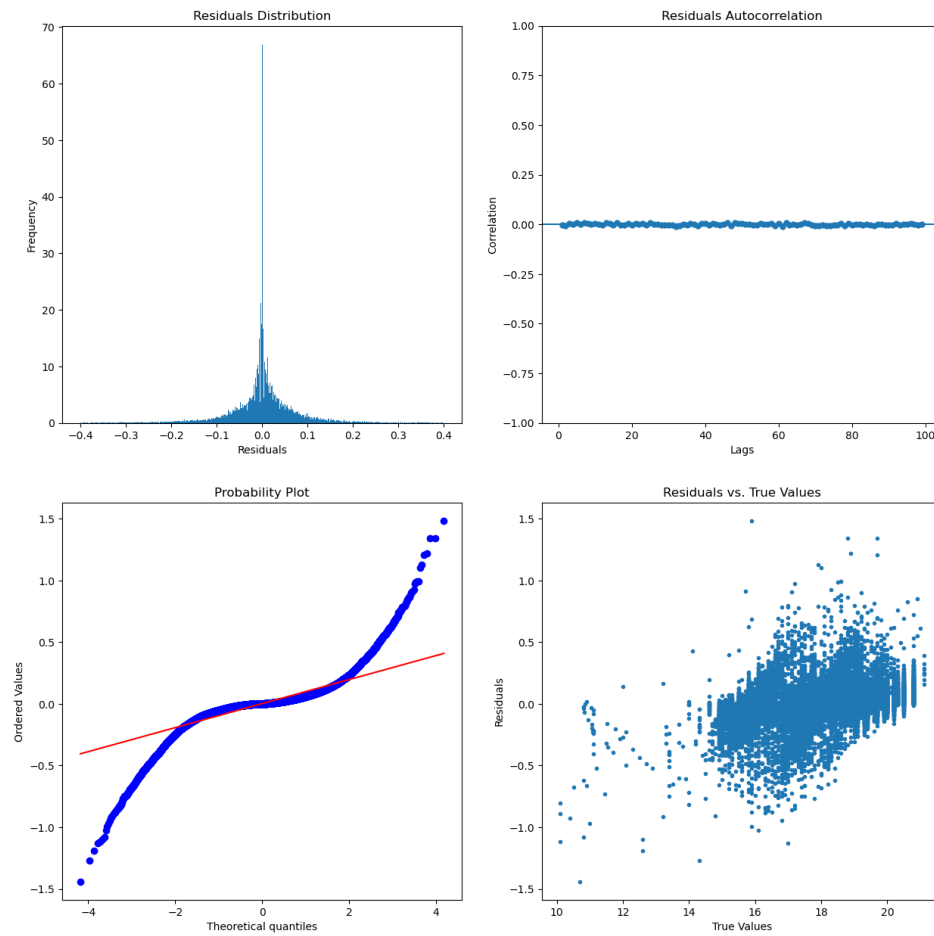 Residuals Distribution
Frequency
70
60
50
40
30
20
10
0
−0.4 −0.3 −0.2 −0.1 0.0 0.1 0.2 0.3 0.4
Residuals
Residuals Autocorrelation
Correlation
1.00
0.75
0.50
0.25
0.00
−0.25
−0.50
−0.75
−1.00
0 20 40 60 80 100
Lags
Probability Plot
Ordered Values
1.5
1.0
0.5
0.0
−0.5
−1.0
−1.5
−4 −2 0 2 4
Theoretical quantiles
Residuals vs. True Values
Residuals
1.5
1.0
0.5
0.0
−0.5
−1.0
−1.5
10 12 14 16 18 20
True Values